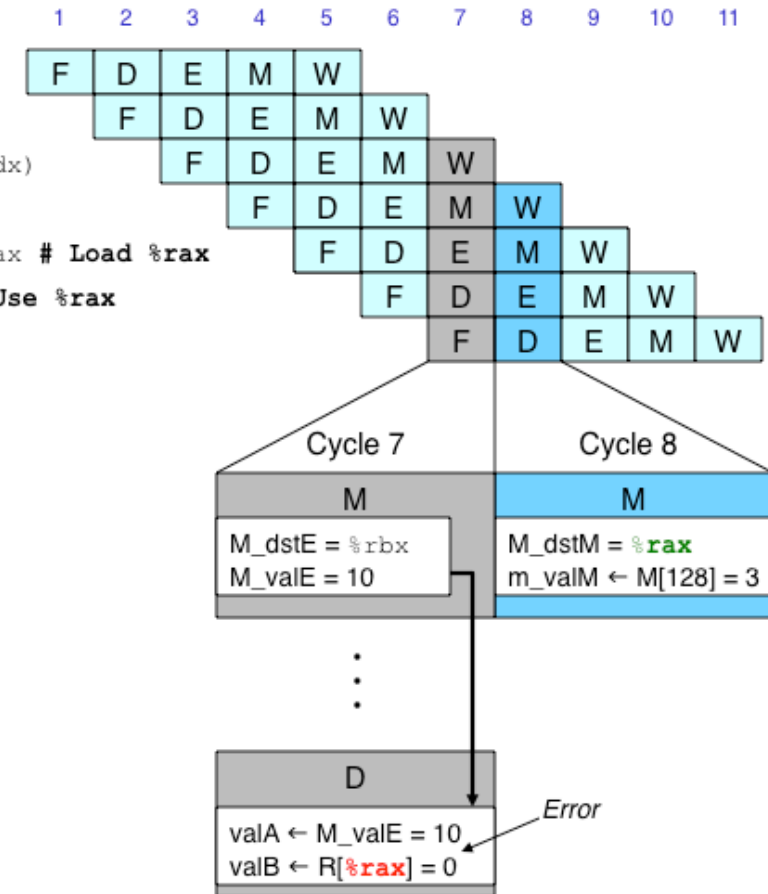 1 2 3 4 5 6 7 8 9 10 11
F D E M W
F D E M W
dx) F D E M W
F D E M W
ax # Load %rax F D E M W
Use %rax F D E M W
F D E M W
Cycle 7 Cycle 8
M M
M_dstE = %rbx M_dstM = %rax
M_valE = 10 m_valM ← M[128] = 3
D
Error
valA ← M_valE = 10
valB ← R[%rax] = 0